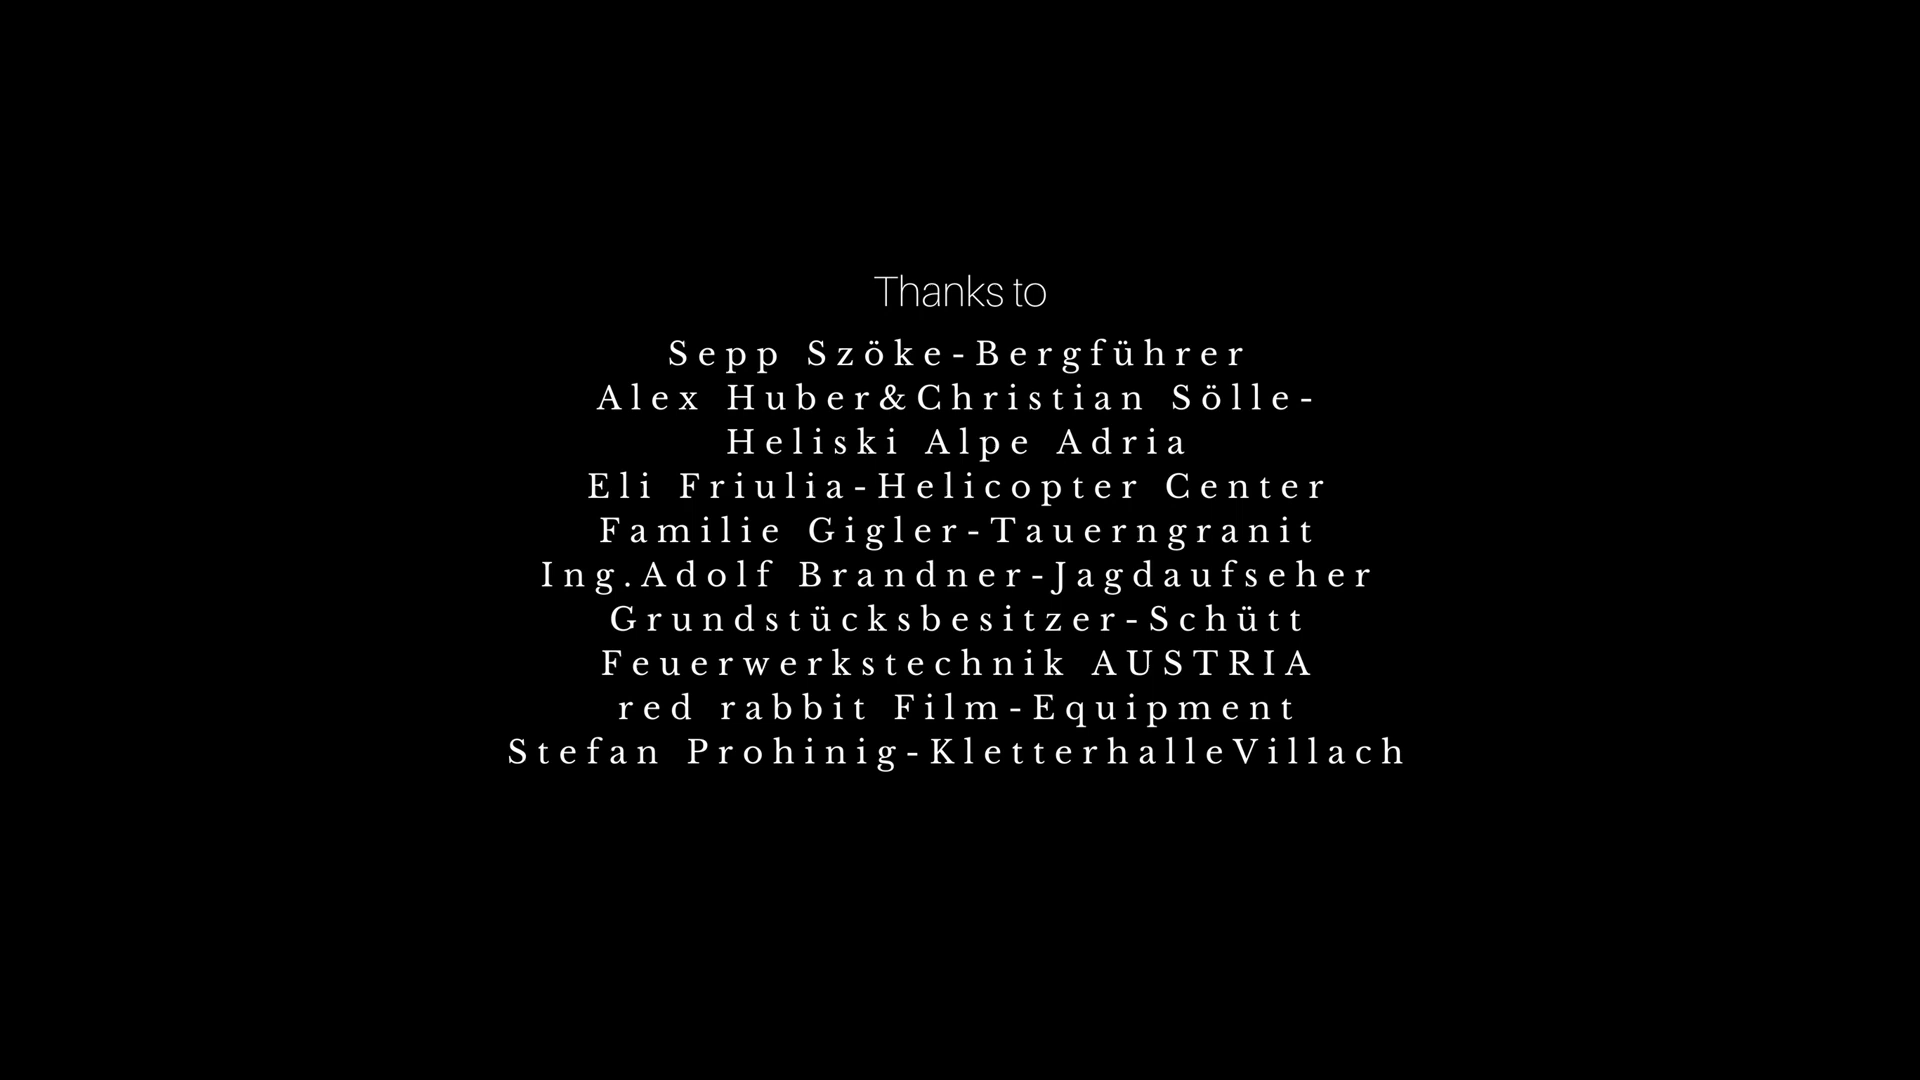 Thanks to
Sepp Szöke-Bergführer
Alex Huber&Christian Sölle-
Heliski Alpe Adria
Eli Friulia-Helicopter Center
Familie Gigler-Tauerngranit
Ing.Adolf Brandner-Jagdaufseher
Grundstücksbesitzer-Schütt
Feuerwerkstechnik AUSTRIA
red rabbit Film-Equipment
Stefan Prohinig-KletterhalleVillach